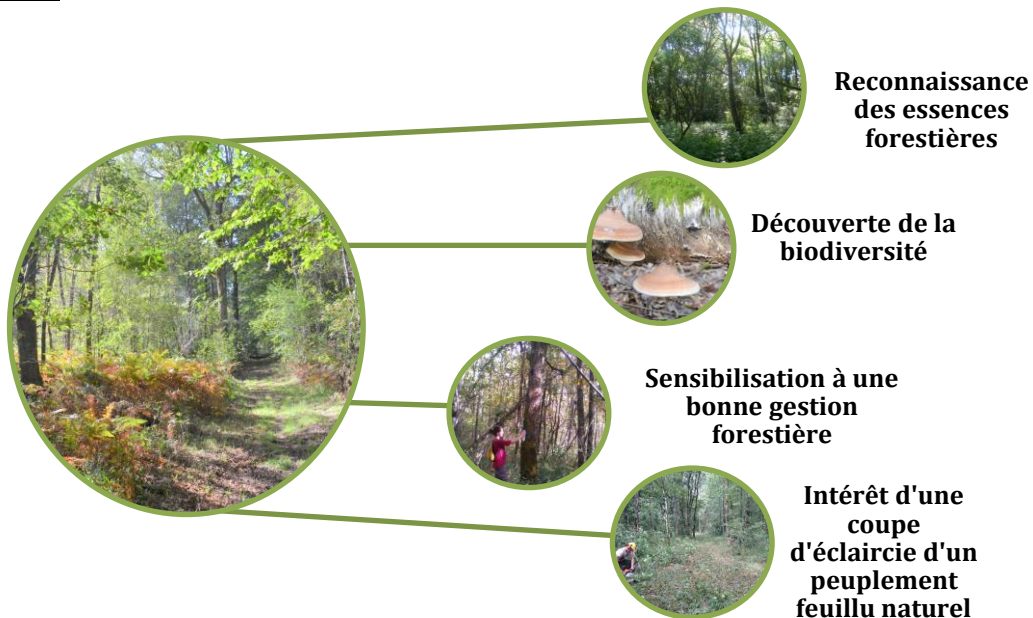 Reconnaissance
des essences
forestières
Découverte de la
biodiversité
Sensibilisation à une
bonne gestion
forestière
Intérêt d'une
coupe
d'éclaircie d'un
peuplement
feuillu naturel